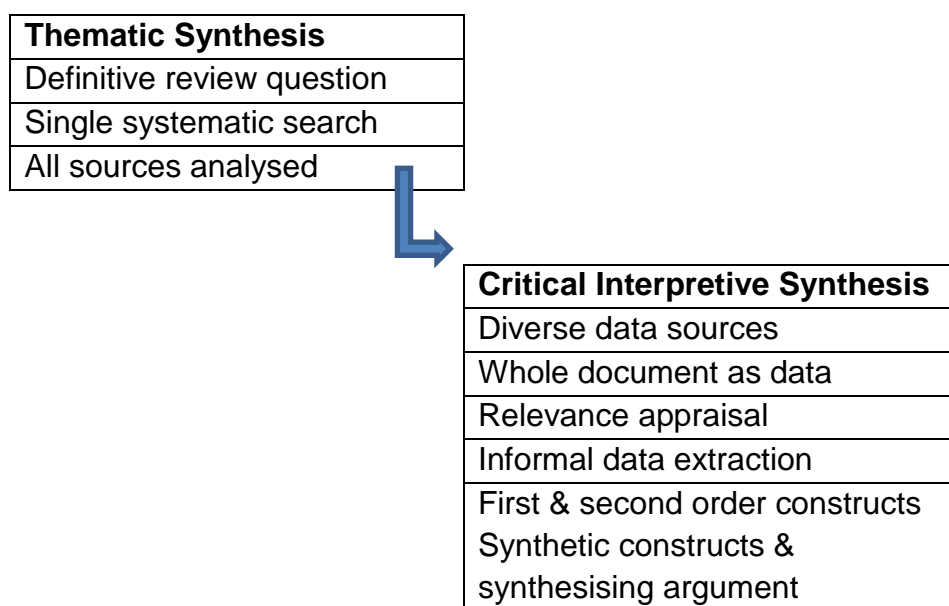 Thematic Synthesis
Definitive review question
Single systematic search
All sources analysed
Critical Interpretive Synthesis
Diverse data sources
Whole document as data
Relevance appraisal
Informal data extraction
First & second order constructs
Synthetic constructs &
synthesising argument